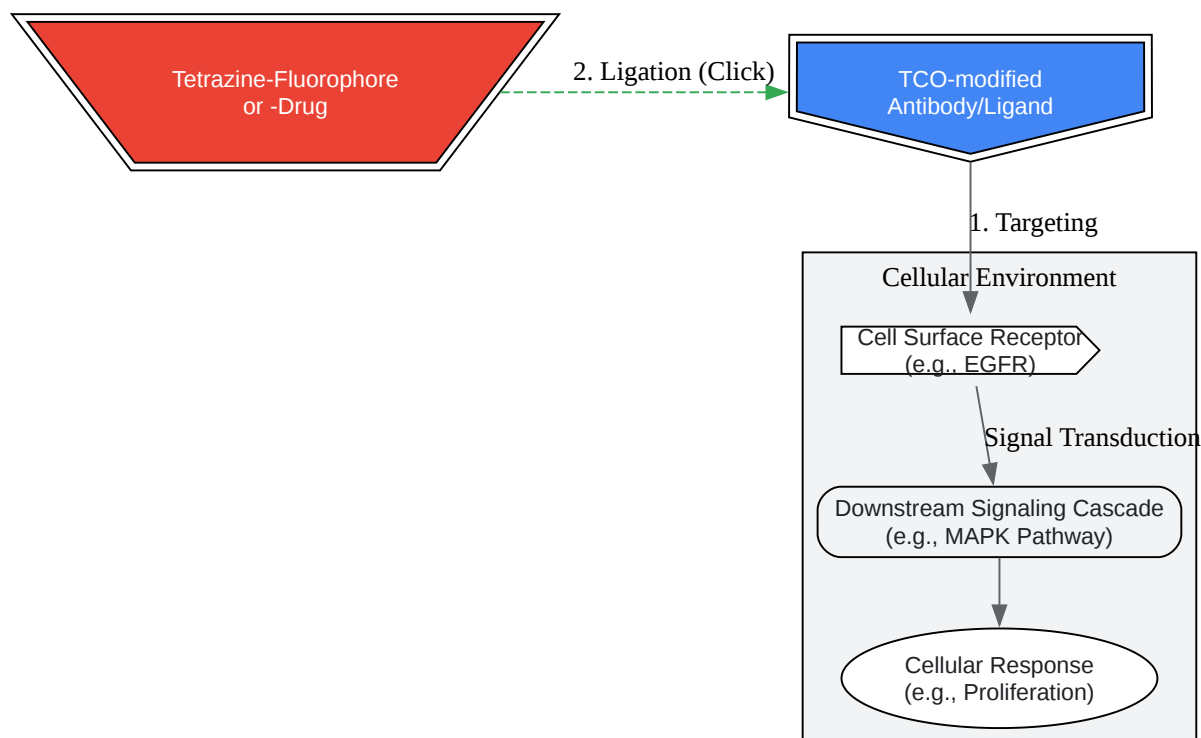 Tetrazine-Fluorophore
or -Drug
2. Ligation (Click)
TCO-modified
Antibody/Ligand
1. Targeting
Cellular Environment
Cell Surface Receptor
(e.g., EGFR)
Signal Transduction
Downstream Signaling Cascade
(e.g., MAPK Pathway)
Cellular Response
(e.g., Proliferation)